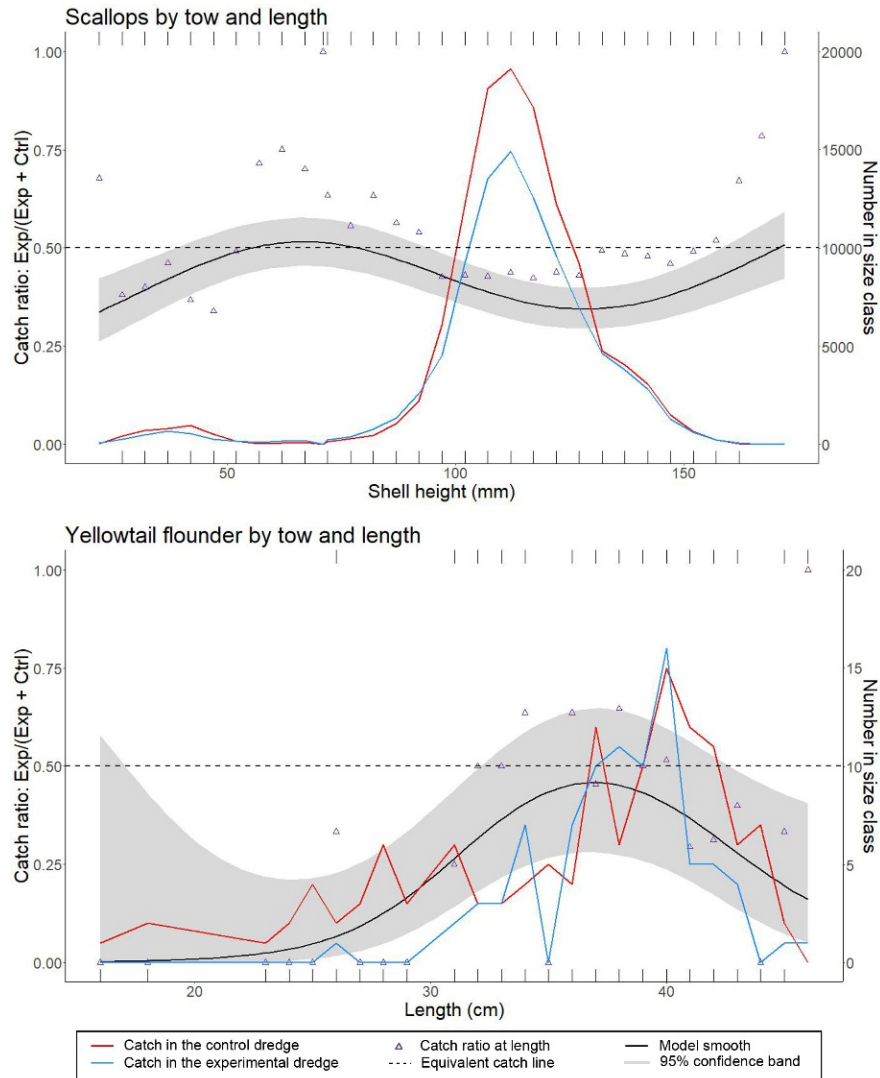 Scallops by tow and length
Catch ratio: Exp/(Exp + Ctrl)
1.00
0.75
0.50
0.25
0.00
20000
15000
10000
5000
0
Number in size class
50
100
150
Shell height (mm)
Yellowtail flounder by tow and length
Catch ratio: Exp/(Exp + Ctrl)
1.00
0.75
0.50
0.25
0.00
20
15
10
5
0
Number in size class
20
30
40
Length (cm)
Catch in the control dredge
Catch ratio at length
Model smooth
Catch in the experimental dredge
Equivalent catch line
95% confidence band